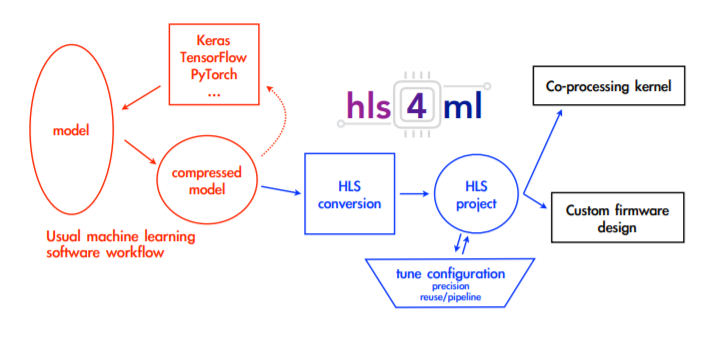 Keras
TensorFlow
PyTorch
...
model
compressed
model
Usual machine learning
software workflow
hls 4 ml
HLS
conversion
HLS
project
tune configuration
precision
reuse/pipeline
Co-processing kernel
Custom firmware
design